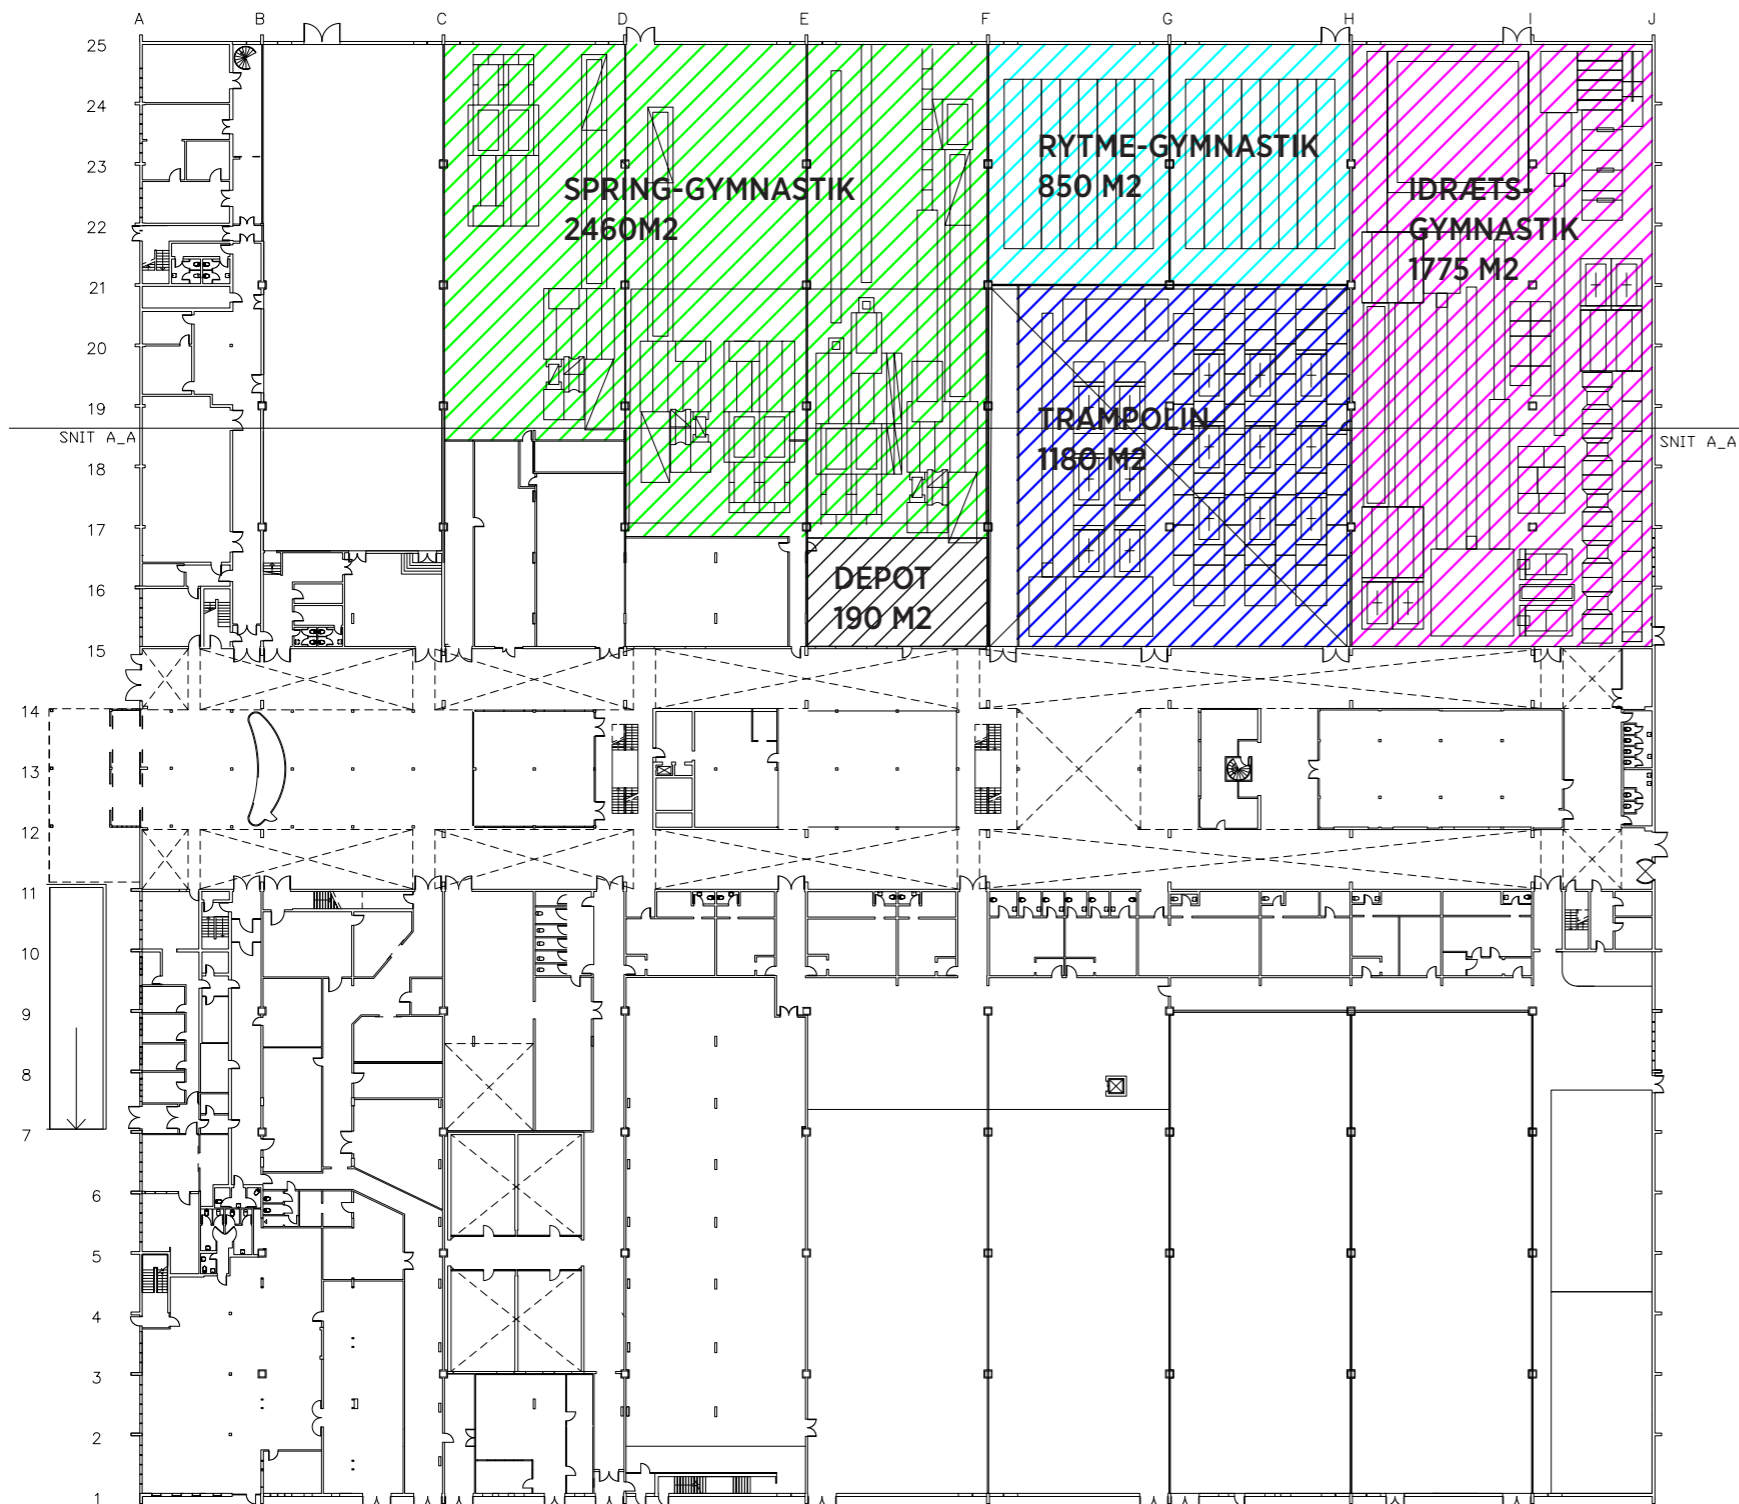 A B C D E F G H I J
25
24
23
22
21
20
19
18
17
16
15
14
13
12
11
10
9
8
7
6
5
4
3
2
1
SPRING-GYMNASTIK
2460M2
RYTME-GYMNASTIK
850 M2
IDRÆTS-
GYMNASTIK
1775 M2
TRAMPOLIN
1180 M2
DEPOT
190 M2
SNIT A_A
SNIT A_A